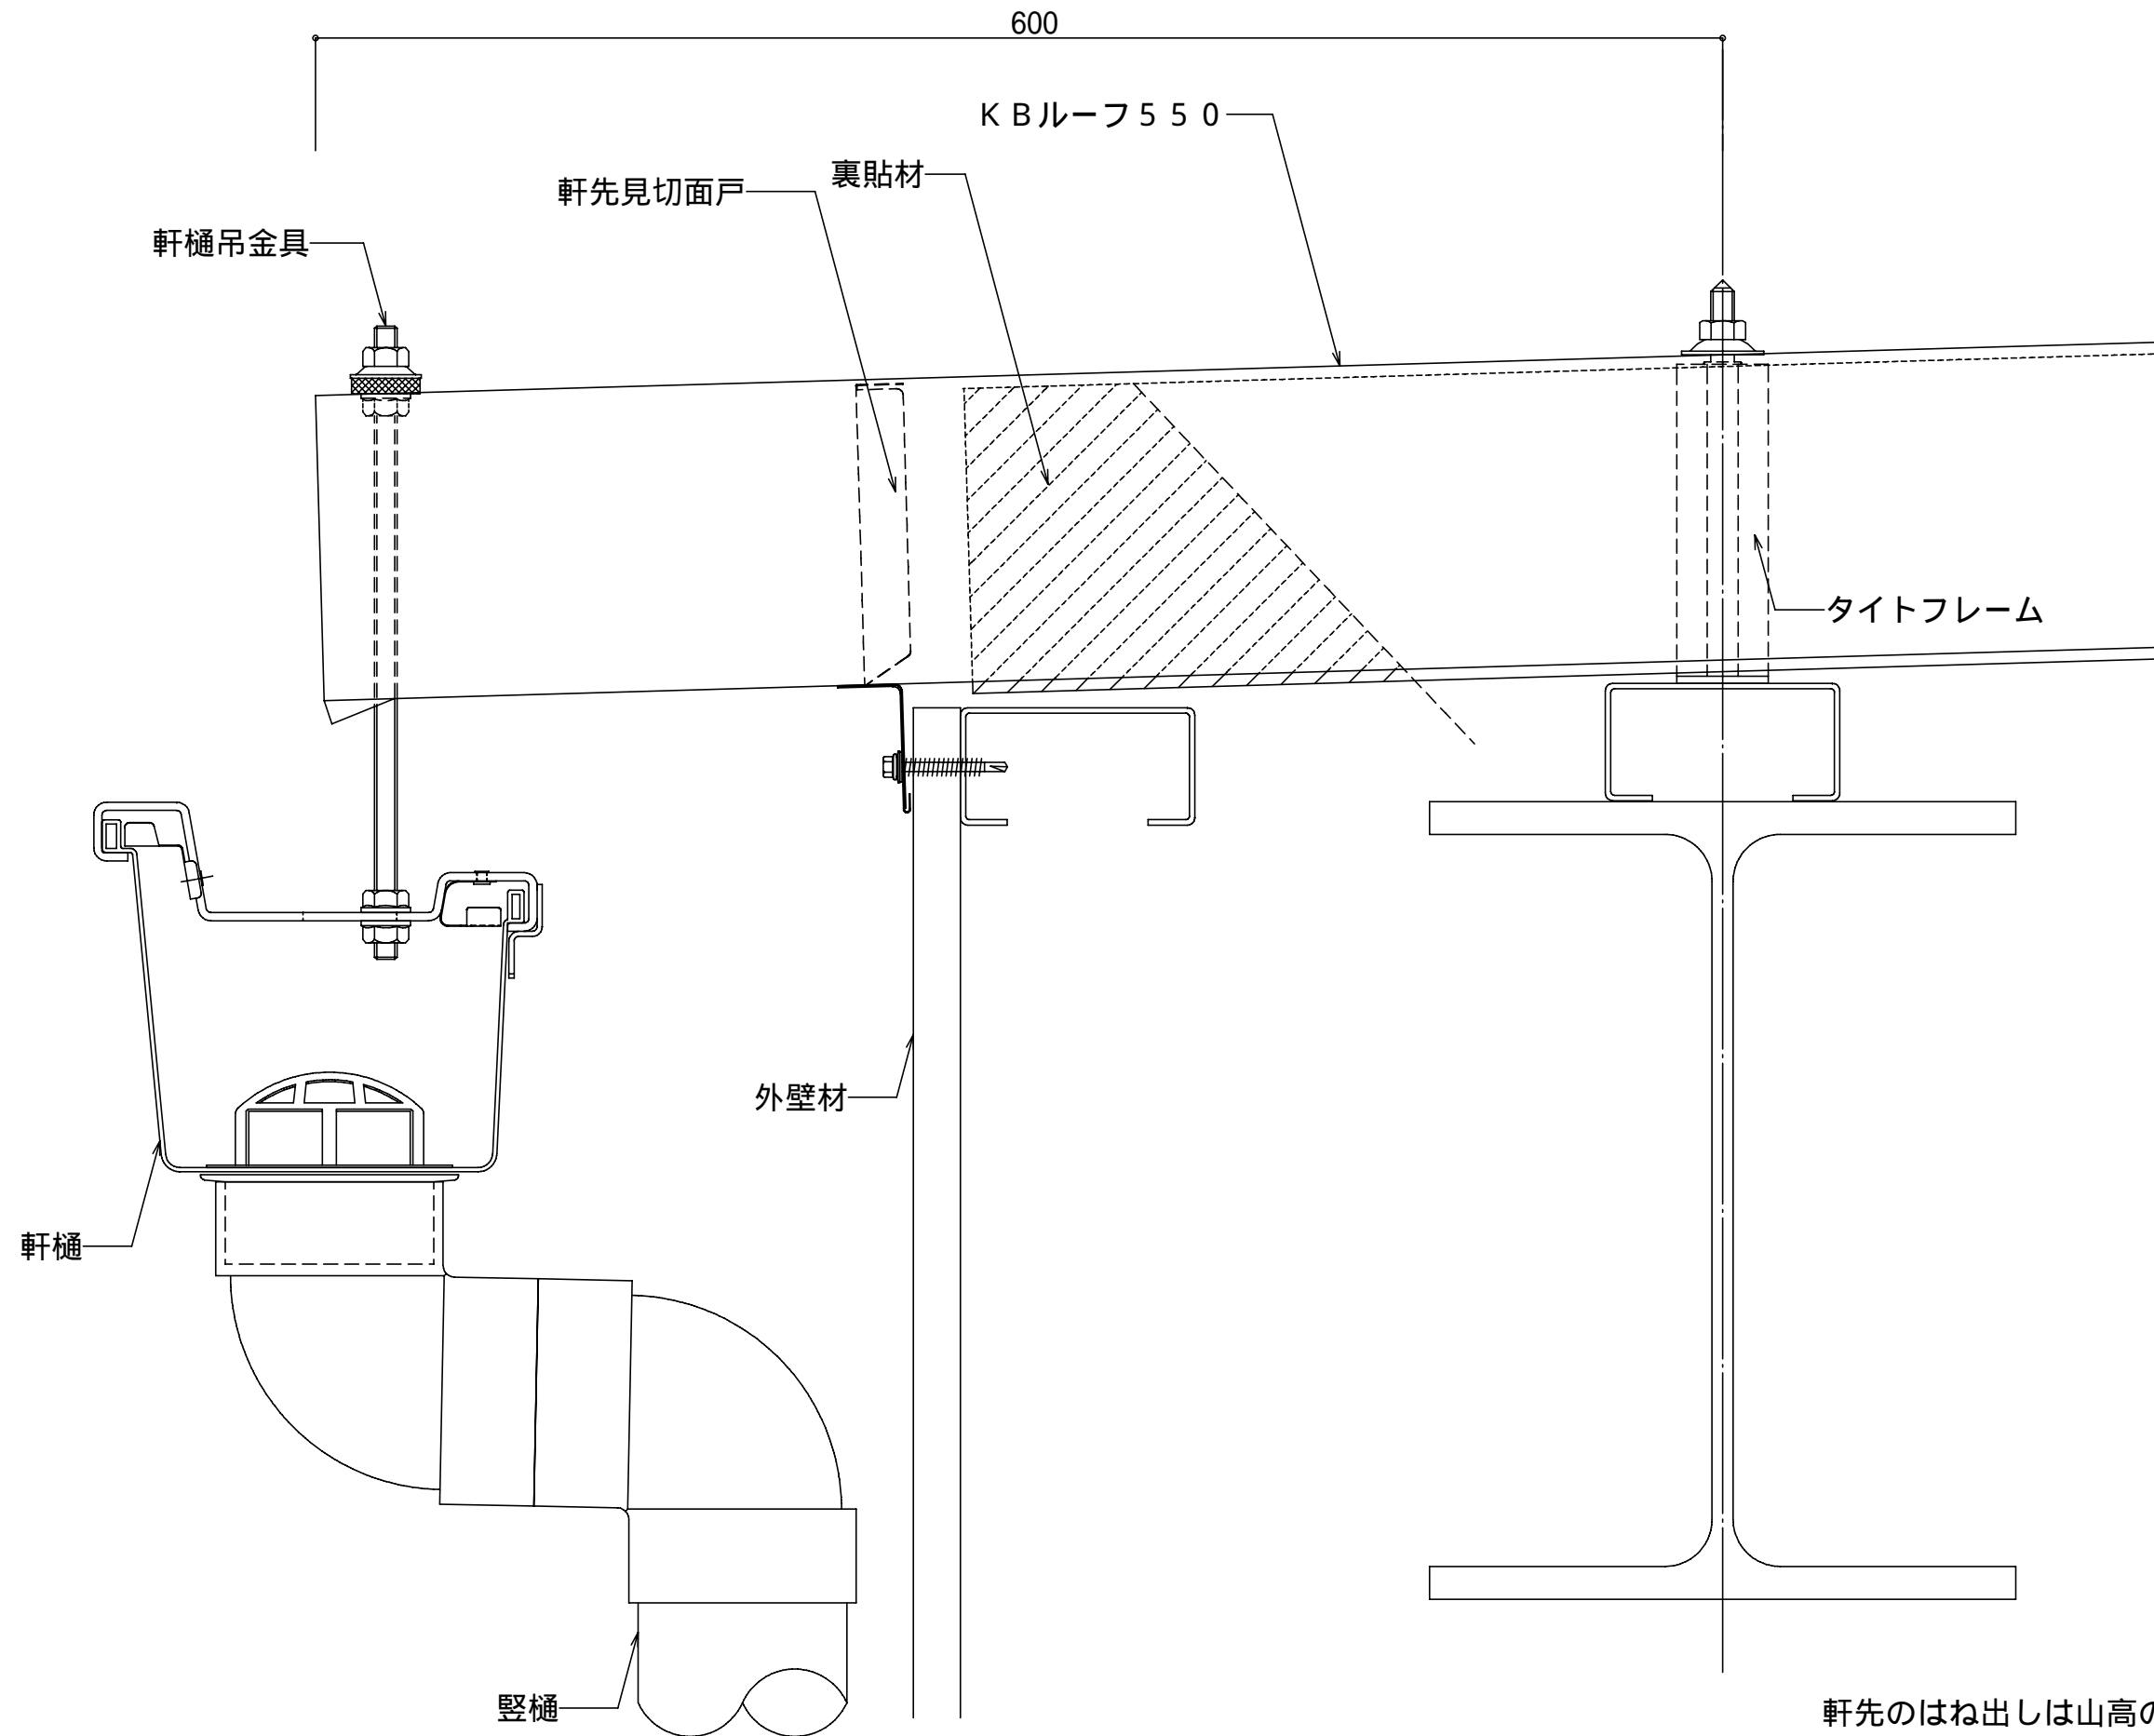 600
ＫＢルーフ５５０
裏貼材
軒先見切面戸
軒樋吊金具
タイトフレーム
外壁材
軒樋
竪樋
軒先のはね出しは山高の